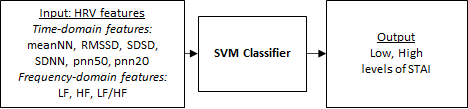 Input: HRV features
Time-domain features:
meanNN, RMSSD, SDSD,
SDNN, pnn50, pnn20
Frequency-domain features:
LF, HF, LF/HF
SVM Classifier
Output
Low, High
levels of STAI